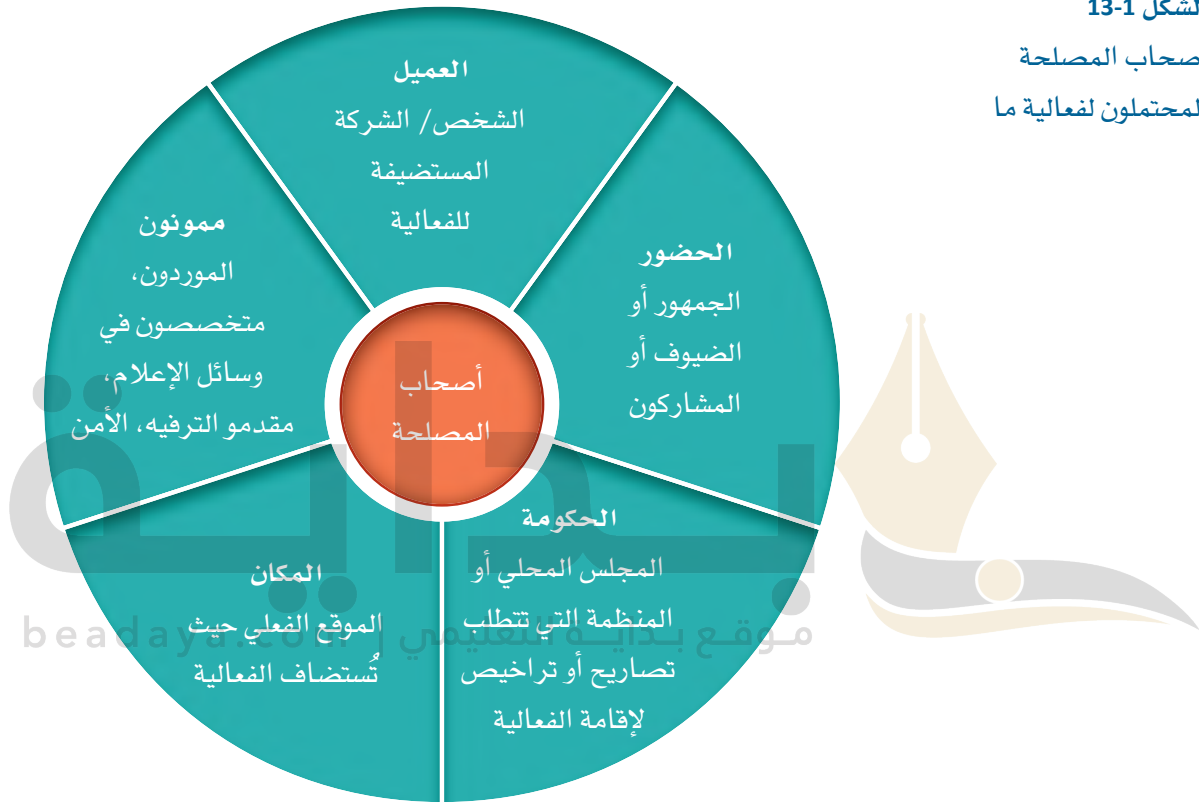 لشكل 1-13
صحاب المصلحة
لمحتملون لفعالية ما
العميل
الشخص/ الشركة
المستضيفة
للفعالية
الحضور
الجمهور أو
الضيوف أو
المشاركون
الحكومة
المجلس المحلي أو
المنظمة التي تتطلب
تصاريح أو تراخيص
لإقامة الفعالية
المكان
الموقع الفعلي حيث
تُستضاف الفعالية
ممونون
الموردون،
متخصصون في
وسائل الإعلام،
مقدمو الترفيه، الأمن
أصحاب
المصلحة
بداية
موقع بداية التعليمي | beadaya.com